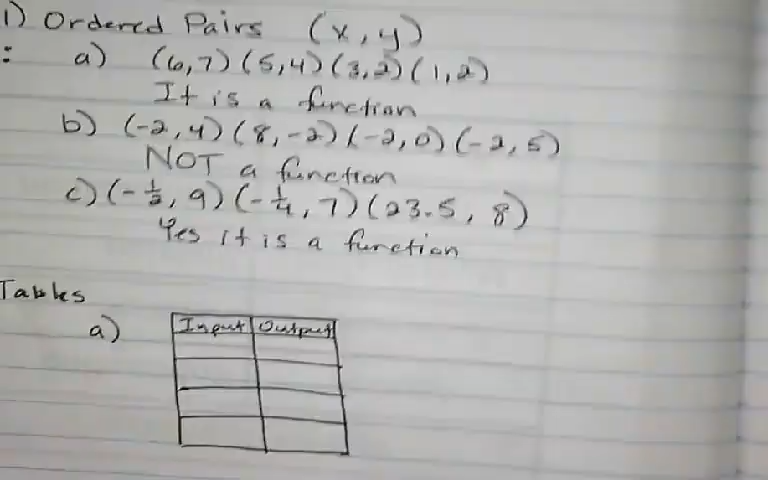 1) Ordered Pairs (x, y)
: a) (6,7) (5,4) (3,2) (1,2)
It is a function
b) (-2,4) (8,-2) (-2,0) (-2,5)
NOT a function
c) (-1/2, 9) (-1/4, 7) (23.5, 8)
Yes it is a function
Tables
a) Input Output